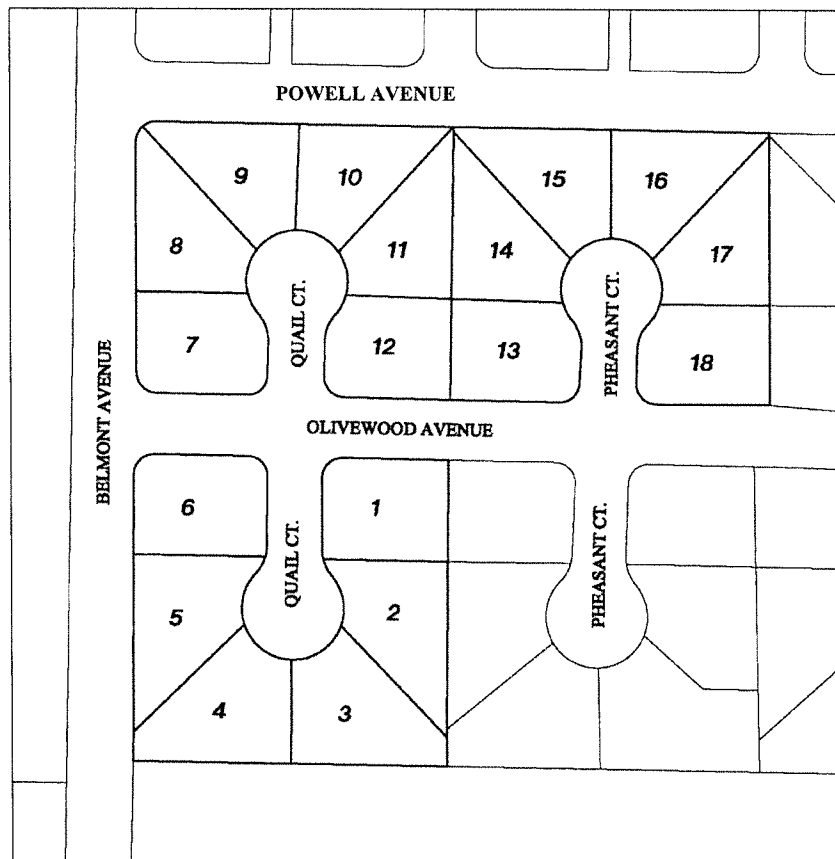 POWELL AVENUE
9
10
15
16
8
11
14
17
QUAIL CT.
PHEASANT CT.
7
12
13
18
BELMONT AVENUE
OLIVEWOOD AVENUE
6
1
QUAIL CT.
PHEASANT CT.
5
2
4
3